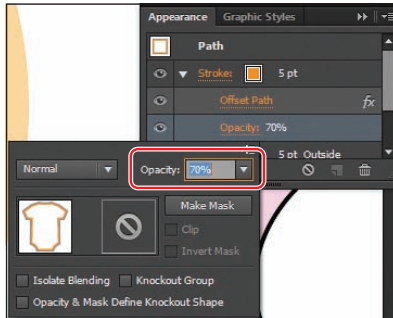 Appearance Graphic Styles
Path
Stroke: 5 pt
Offset Path fx
Opacity: 70%
5 pt Outside
Normal Opacity: 70%
Make Mask
Clip
Invert Mask
Isolate Blending Knockout Group
Opacity & Mask Define Knockout Shape